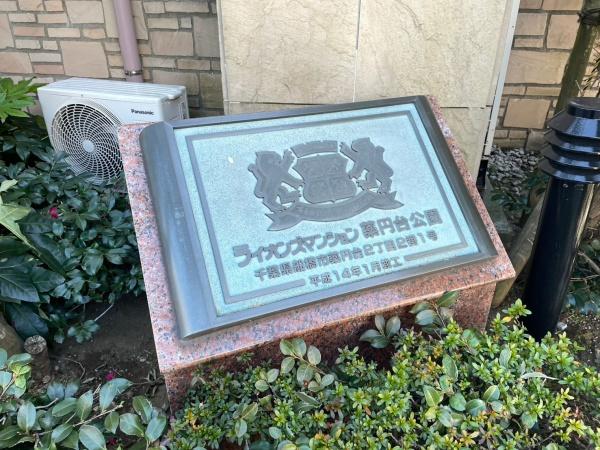 Panasonic
ライオンズマンション薬円台公園
千葉県船橋市薬円台2丁目2番1号
平成14年1月竣工